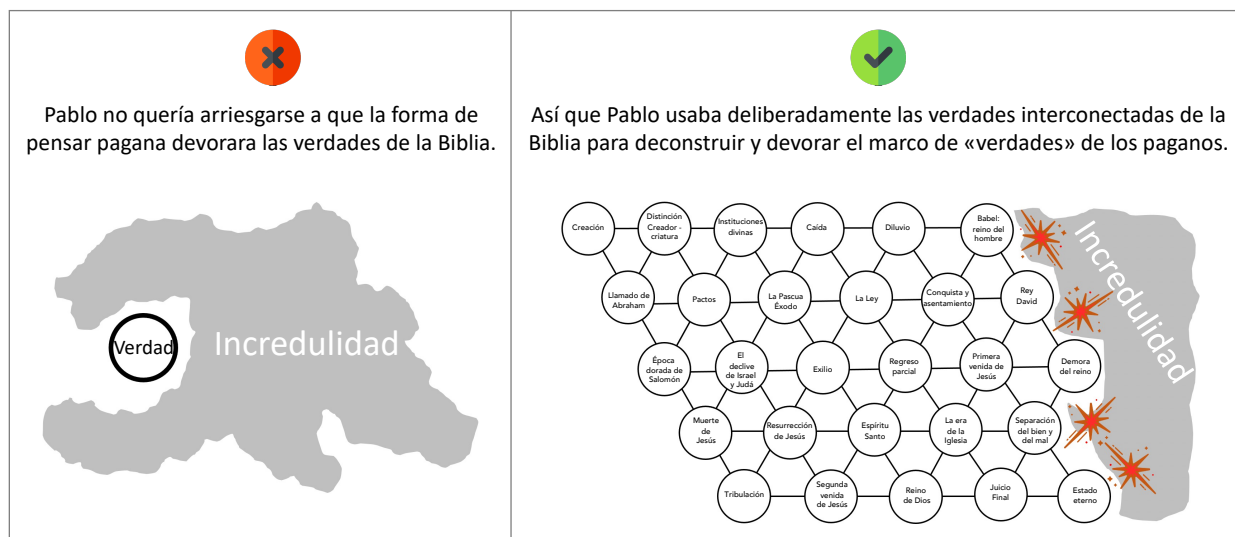 Pablo no quería arriesgarse a que la forma de
pensar pagana devorara las verdades de la Biblia.
Verdad
Incredulidad
Así que Pablo usaba deliberadamente las verdades interconectadas de la
Biblia para deconstruir y devorar el marco de «verdades» de los paganos.
Creación
Distinción
Creador -
criatura
Instituciones
divinas
Caída
Diluvio
Babel:
reino del
hombre
Llamado de
Abraham
Pactos
La Pascua
Éxodo
La Ley
Conquista y
asentamiento
Rey
David
Época
dorada de
Salomón
El
declive
de Israel
y Judá
Exilio
Regreso
parcial
Primera
venida de
Jesús
Demora
del reino
Muerte
de
Jesús
Resurrección
de Jesús
Espíritu
Santo
La era
de la
Iglesia
Separación
del bien y
del mal
Tribulación
Segunda
venida
de Jesús
Reino
de Dios
Juicio
Final
Estado
eterno
Incredulidad